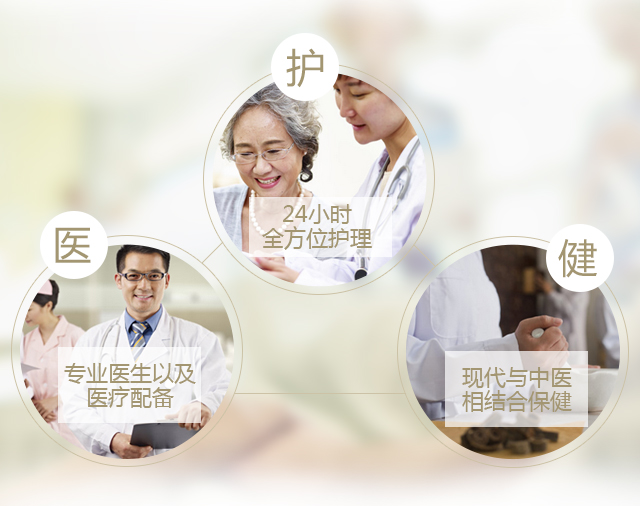 护
24小时
全方位护理
医
专业医生以及
医疗配备
健
现代与中医
相结合保健